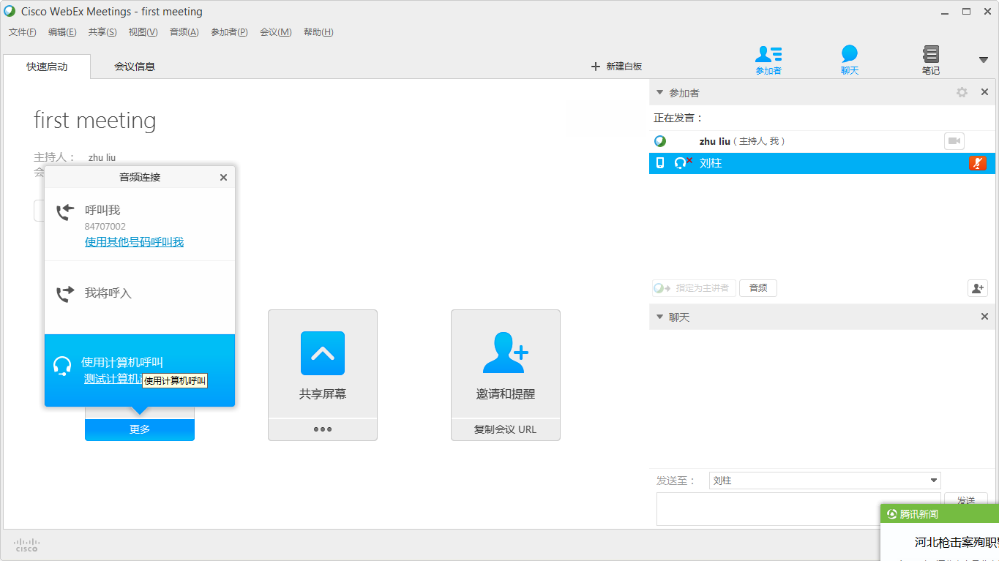 Cisco WebEx Meetings - first meeting
文件(F) 编辑(E) 共享(S) 视图(V) 音频(A) 参加者(P) 会议(M) 帮助(H)
快速启动 会议信息
新建白板
参加者 聊天 笔记
first meeting
主持人： zhu liu
音频连接
呼叫我
84707002
使用其他号码呼叫我
我将呼入
使用计算机呼叫
测试计算机
使用计算机呼叫
更多
共享屏幕
邀请和提醒
复制会议 URL
参加者
正在发言：
zhu liu ( 主持人, 我 )
刘柱
指定为主讲者 音频
聊天
发送至： 刘柱
发送
腾讯新闻
河北枪击案殉职
CISCO